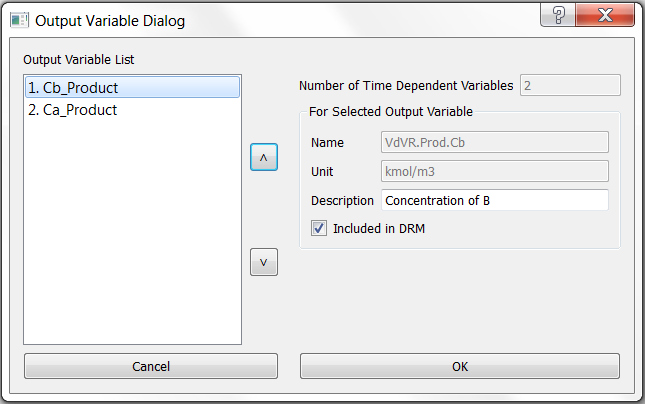 Output Variable Dialog
?
X
Output Variable List
1. Cb_Product
2. Ca_Product
˄
˅
Number of Time Dependent Variables 2
For Selected Output Variable
Name VdVR.Prod.Cb
Unit kmol/m3
Description Concentration of B
Included in DRM
Cancel
OK